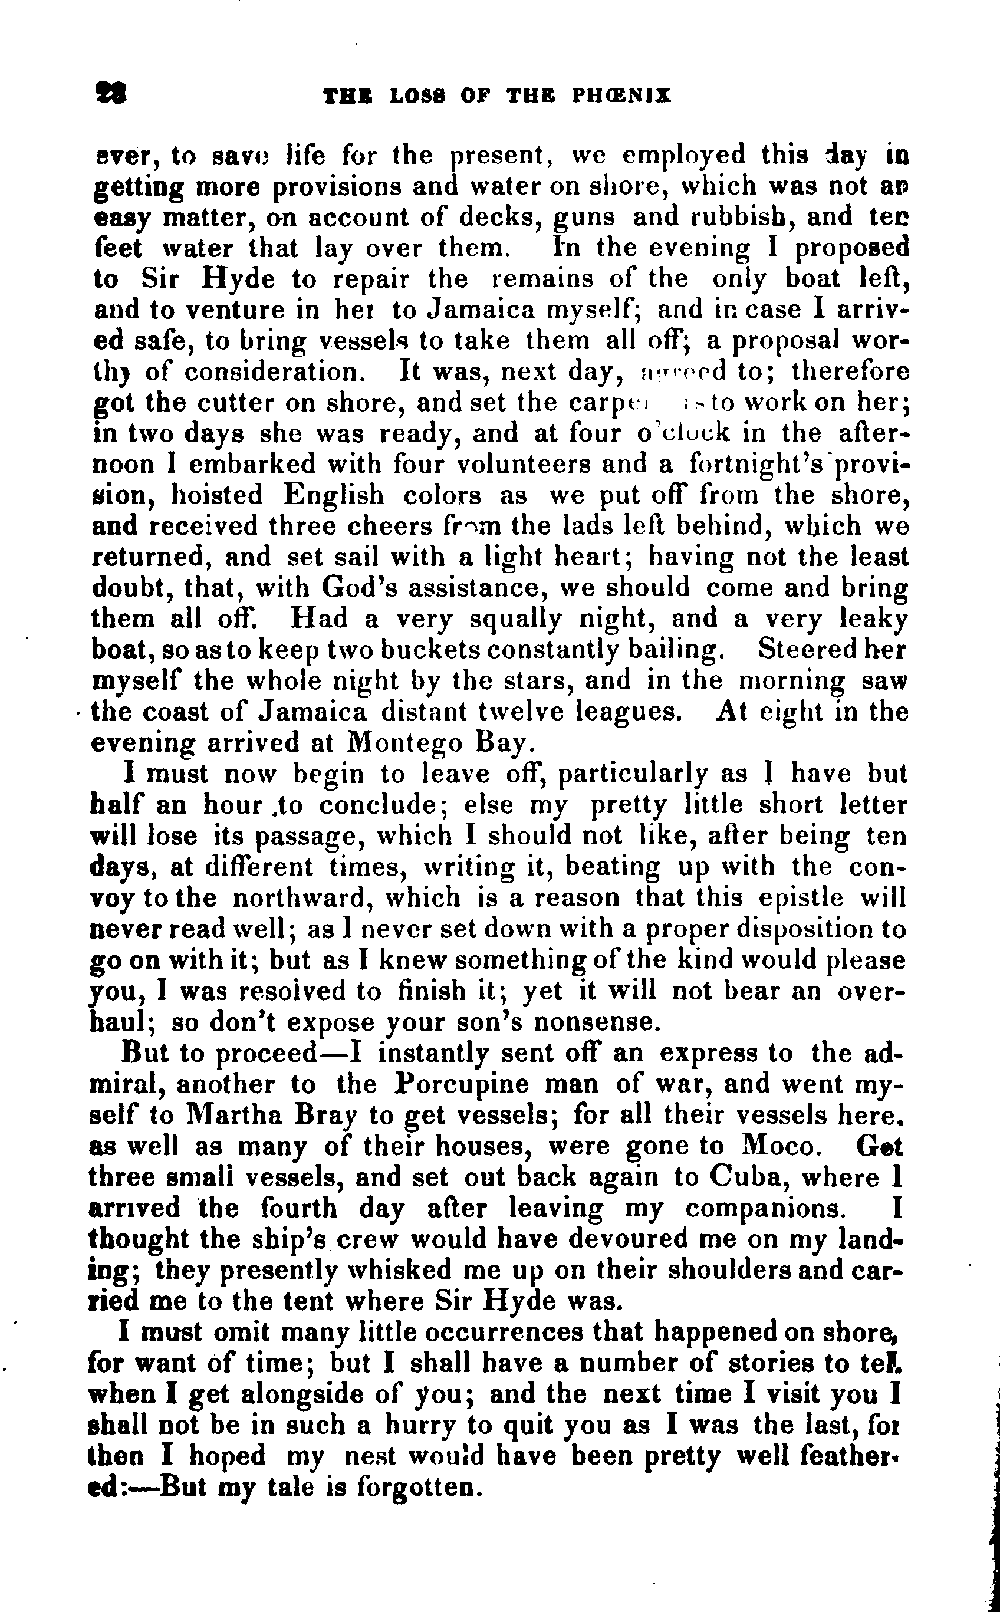 28 THE LOSS OF THE PHŒNIX
ever, to save life for the present, we employed this day in
getting more provisions and water on shore, which was not an
easy matter, on account of decks, guns and rubbish, and ten
feet water that lay over them. In the evening I proposed
to Sir Hyde to repair the remains of the only boat left,
and to venture in her to Jamaica myself; and in case I arriv-
ed safe, to bring vessels to take them all off; a proposal wor-
thy of consideration. It was, next day, agreed to; therefore
got the cutter on shore, and set the to work on her;
in two days she was ready, and at four o'clock in the after-
noon I embarked with four volunteers and a fortnight's provi-
sion, hoisted English colors as we put off from the shore,
and received three cheers from the lads left behind, which we
returned, and set sail with a light heart; having not the least
doubt, that, with God's assistance, we should come and bring
them all off. Had a very squally night, and a very leaky
boat, so as to keep two buckets constantly bailing. Steered her
myself the whole night by the stars, and in the morning saw
the coast of Jamaica distant twelve leagues. At eight in the
evening arrived at Montego Bay.
I must now begin to leave off, particularly as I have but
half an hour to conclude; else my pretty little short letter
will lose its passage, which I should not like, after being ten
days, at different times, writing it, beating up with the con-
voy to the northward, which is a reason that this epistle will
never read well; as I never set down with a proper disposition to
go on with it; but as I knew something of the kind would please
you, I was resolved to finish it; yet it will not bear an over-
haul; so don't expose your son's nonsense.
But to proceed—I instantly sent off an express to the ad-
miral, another to the Porcupine man of war, and went my-
self to Martha Bray to get vessels; for all their vessels here,
as well as many of their houses, were gone to Moco. Got
three small vessels, and set out back again to Cuba, where I
arrived the fourth day after leaving my companions. I
thought the ship's crew would have devoured me on my land-
ing; they presently whisked me up on their shoulders and car-
ried me to the tent where Sir Hyde was.
I must omit many little occurrences that happened on shore,
for want of time; but I shall have a number of stories to tell
when I get alongside of you; and the next time I visit you I
shall not be in such a hurry to quit you as I was the last, for
then I hoped my nest would have been pretty well feather-
ed:—But my tale is forgotten.